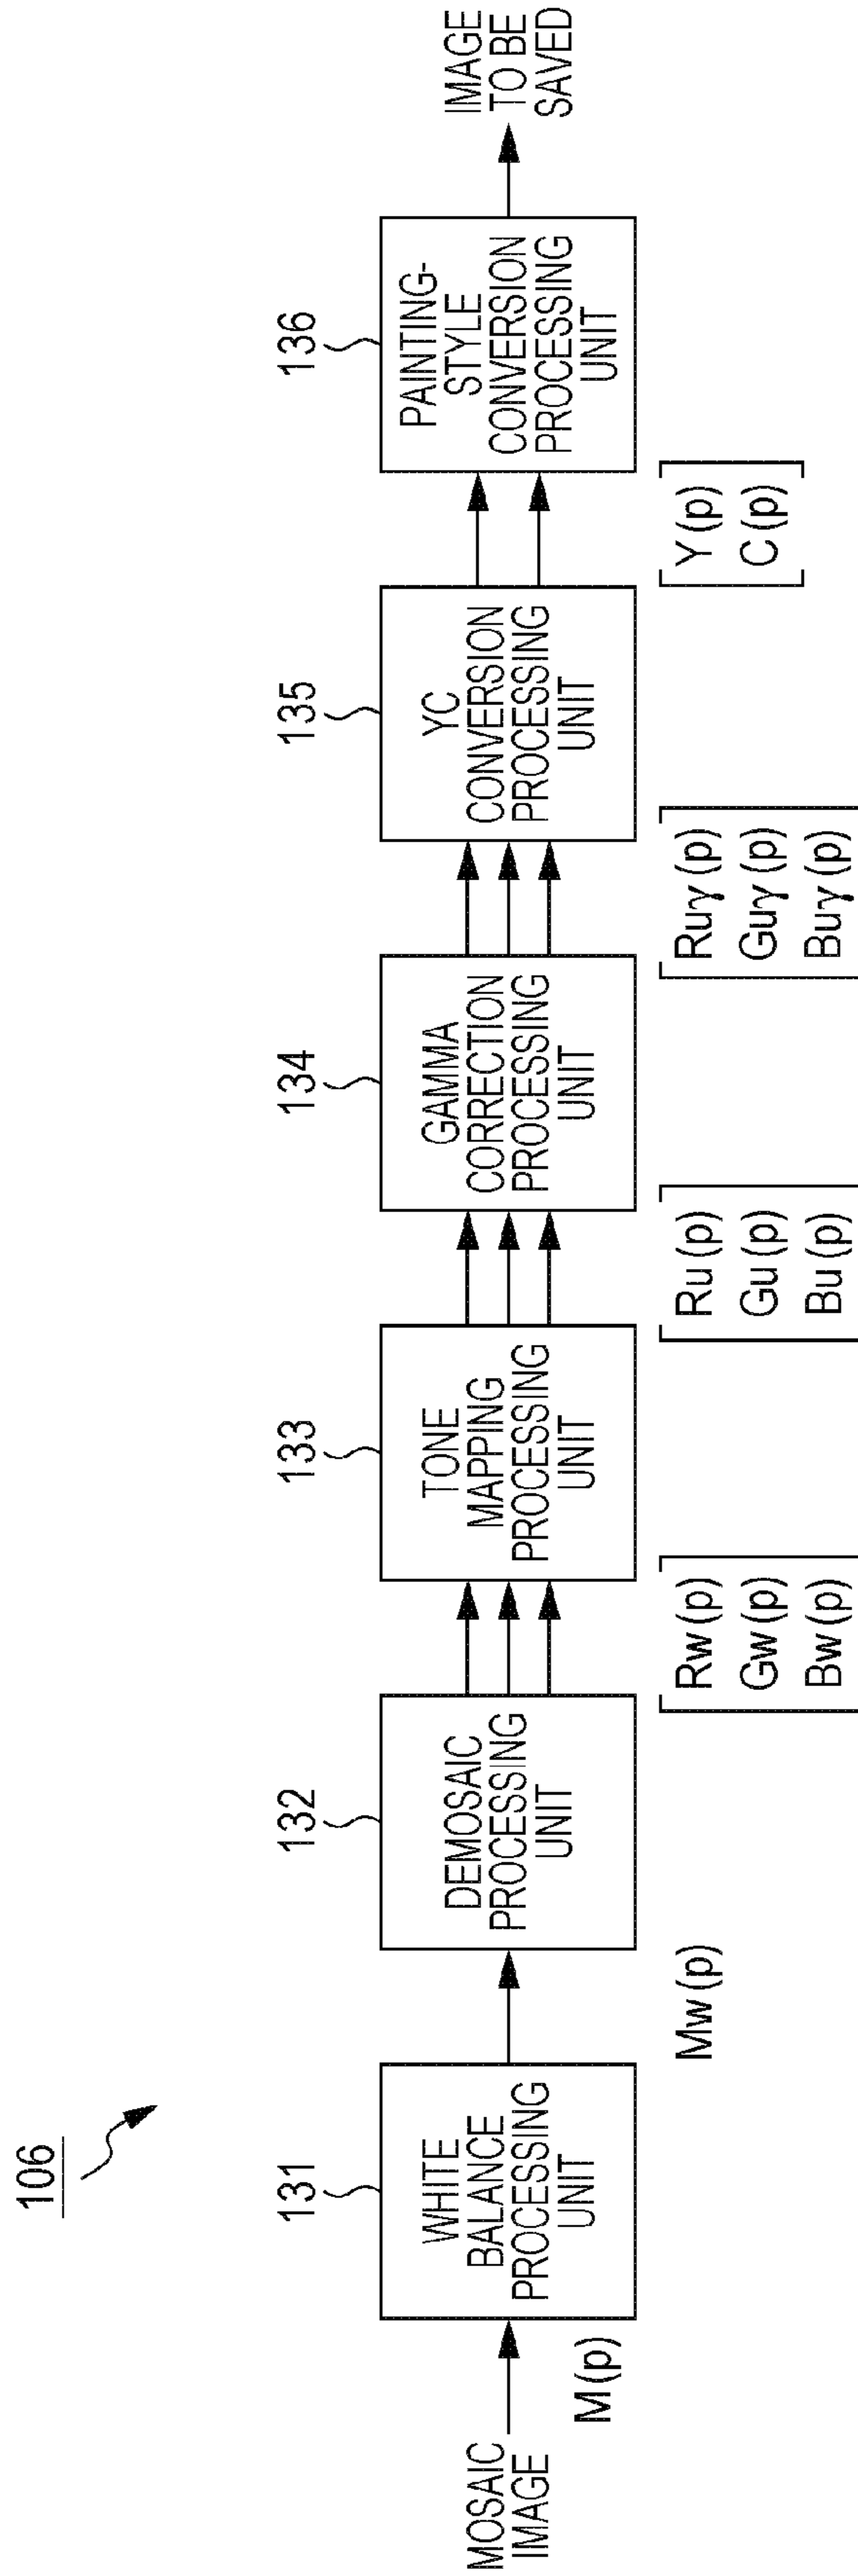 106
131
132
133
134
135
136
MOSAIC
IMAGE
WHITE
BALANCE
PROCESSING
UNIT
DEMOSAIC
PROCESSING
UNIT
TONE
MAPPING
PROCESSING
UNIT
GAMMA
CORRECTION
PROCESSING
UNIT
YC
CONVERSION
PROCESSING
UNIT
PAINTING-
STYLE
CONVERSION
PROCESSING
UNIT
IMAGE
TO BE
SAVED
M (p)
Mw (p)
Rw (p)
Gw (p)
Bw (p)
Ru (p)
Gu (p)
Bu (p)
Ruγ (p)
Guγ (p)
Buγ (p)
Y (p)
C (p)